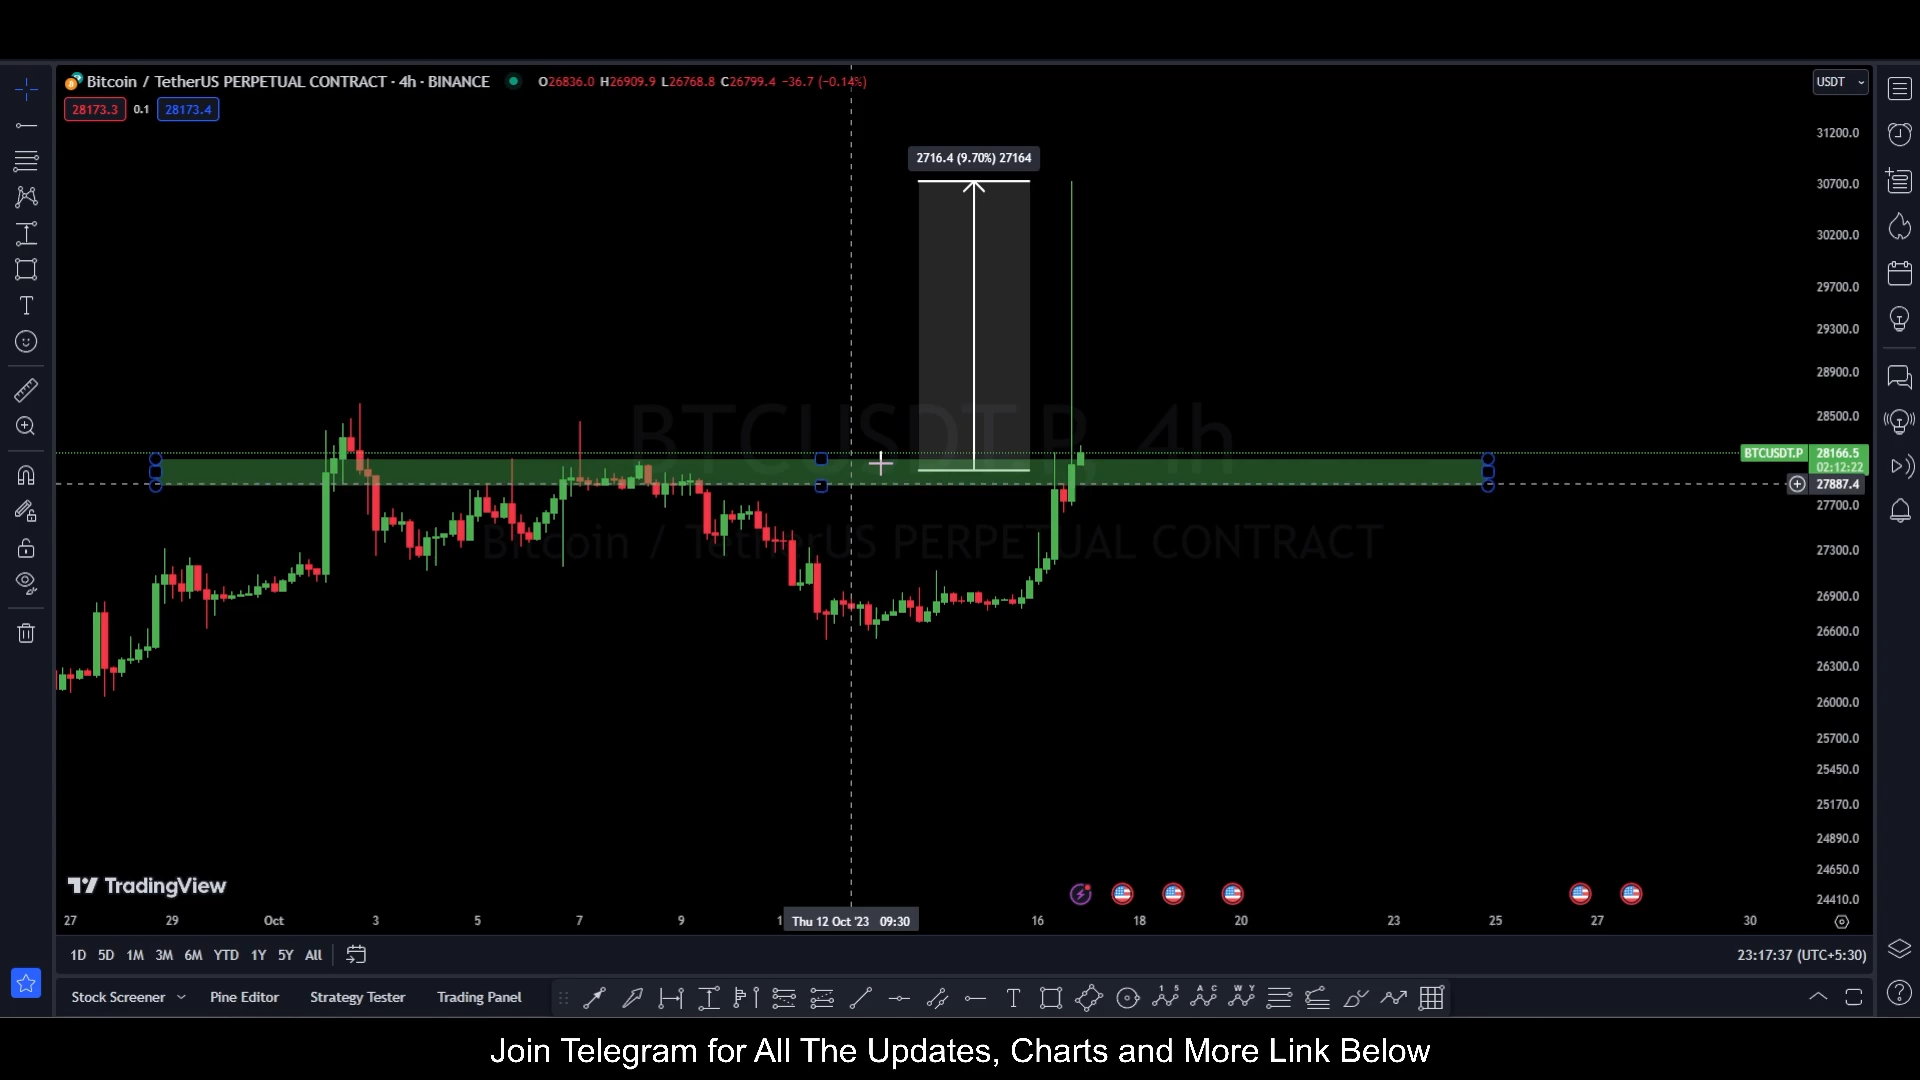 Bitcoin / TetherUS PERPETUAL CONTRACT · 4h · BINANCE O26836.0 H26909.9 L26768.8 C26799.4 −36.7 (−0.14%) USDT
28173.3 0.1 28173.4
31200.0
2716.4 (9.70%) 27164
30700.0
30200.0
29700.0
29300.0
28900.0
28500.0
BTCUSDT.P, 4h
BTCUSDT.P 28166.5
02:12:22
27887.4
27700.0
Bitcoin / TetherUS PERPETUAL CONTRACT
27300.0
26900.0
26600.0
26300.0
26000.0
25700.0
25450.0
25170.0
24890.0
24650.0
24410.0
TradingView
27 29 Oct 3 5 7 9 1 Thu 12 Oct '23 09:30 16 18 20 23 25 27 30
1D 5D 1M 3M 6M YTD 1Y 5Y All 23:17:37 (UTC+5:30)
Stock Screener Pine Editor Strategy Tester Trading Panel
Join Telegram for All The Updates, Charts and More Link Below